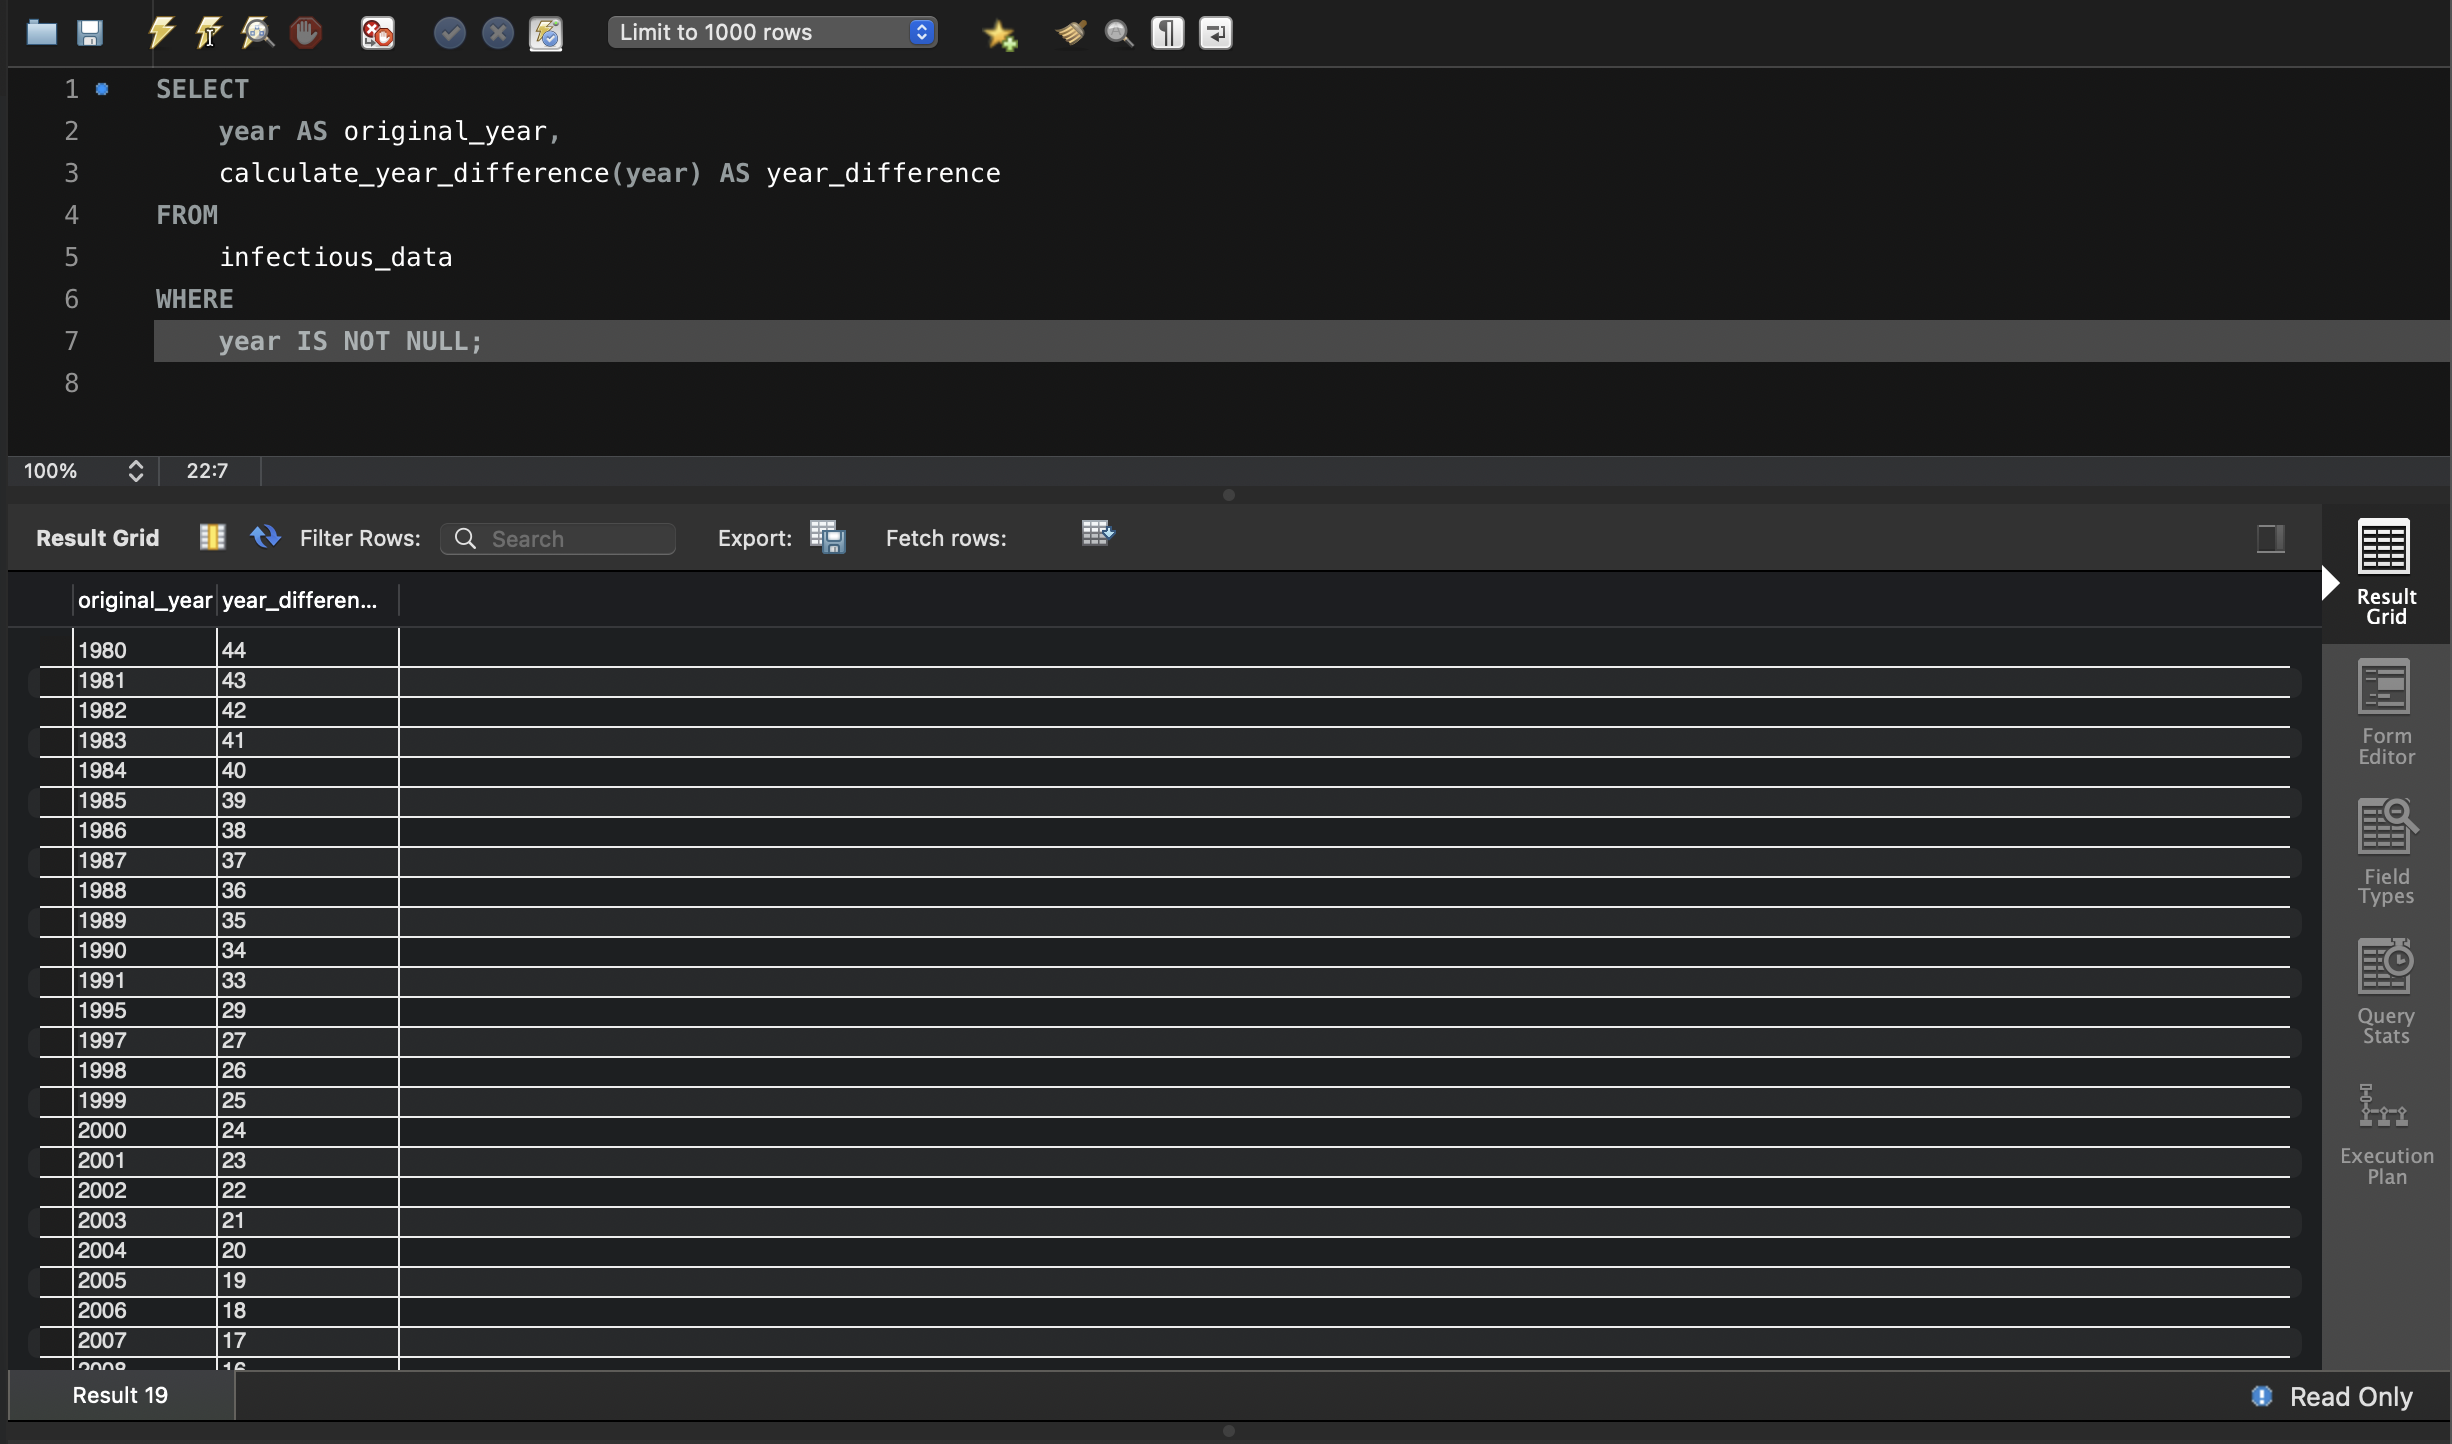 Limit to 1000 rows
1 SELECT
2 year AS original_year,
3 calculate_year_difference(year) AS year_difference
4 FROM
5 infectious_data
6 WHERE
7 year IS NOT NULL;
8
100% 22:7
Result Grid Filter Rows: Search Export: Fetch rows:
original_year year_differen...
1980 44
1981 43
1982 42
1983 41
1984 40
1985 39
1986 38
1987 37
1988 36
1989 35
1990 34
1991 33
1995 29
1997 27
1998 26
1999 25
2000 24
2001 23
2002 22
2003 21
2004 20
2005 19
2006 18
2007 17
2008 16
Result
Grid
Form
Editor
Field
Types
Query
Stats
Execution
Plan
Result 19 Read Only